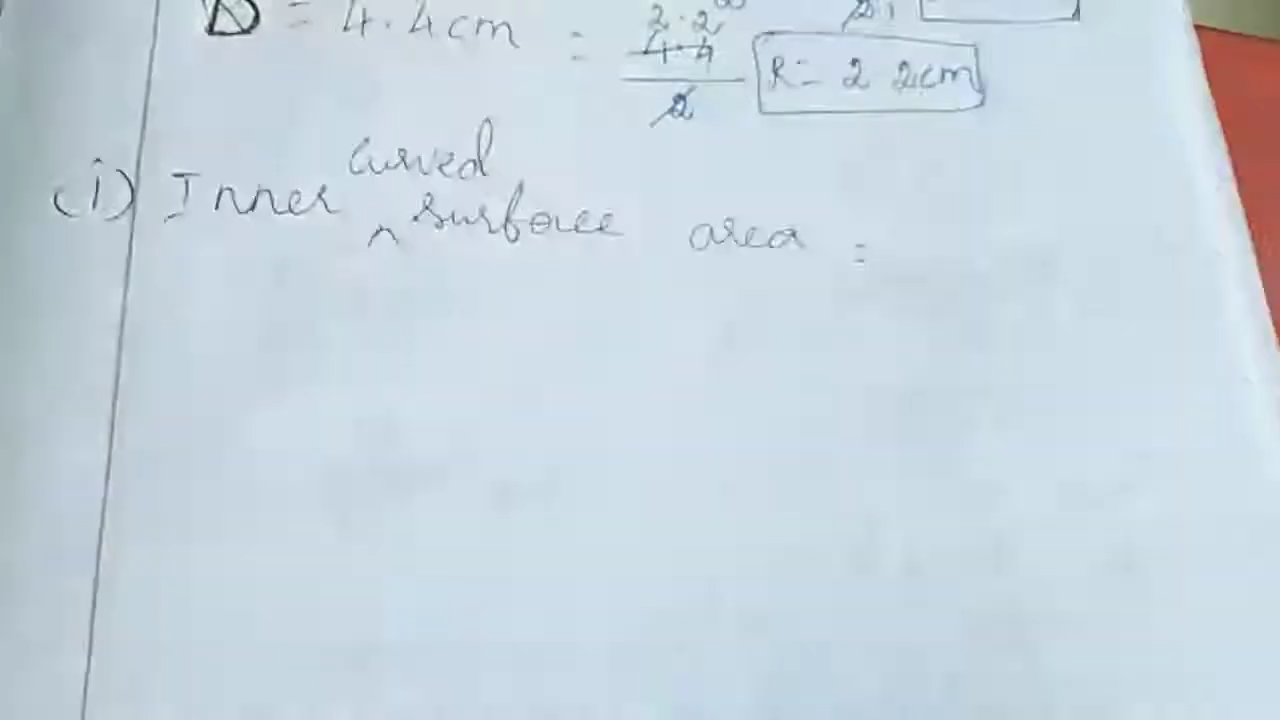 D = 4.4cm = 2.2 4.4 / 2 R = 2.2cm
curved
(i) Inner ^ surface area =